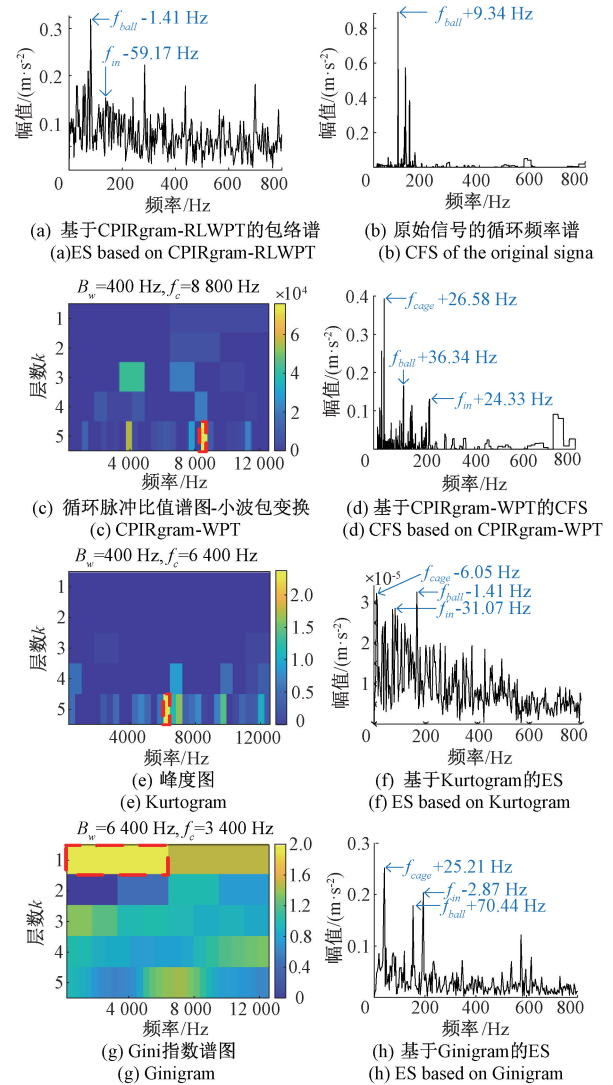 0.3
0.2
0.1
幅值/(m·s⁻²)
f_ball -1.41 Hz
f_in -59.17 Hz
0 200 400 600 800
频率/Hz
(a) 基于CPIRgram-RLWPT的包络谱
(a)ES based on CPIRgram-RLWPT
0.8
0.6
0.4
0.2
幅值/(m·s⁻²)
f_ball +9.34 Hz
0 200 400 600 800
频率/Hz
(b) 原始信号的循环频率谱
(b) CFS of the original signa
B_w=400 Hz, f_c=8 800 Hz
×10⁴
1
2
3
4
5
层数k
6
4
2
0
4000 8 000 12 000
频率/Hz
(c) 循环脉冲比值谱图-小波包变换
(c) CPIRgram-WPT
0.4
0.3
0.2
0.1
幅值/(m·s⁻²)
f_cage +26.58 Hz
f_ball +36.34 Hz
f_in +24.33 Hz
0 200 400 600 800
频率/Hz
(d) 基于CPIRgram-WPT的CFS
(d) CFS based on CPIRgram-WPT
B_w=400 Hz, f_c=6 400 Hz
1
2
3
4
5
层数k
2.0
1.5
1.0
0.5
0
4000 8 000 12 000
频率/Hz
(e) 峰度图
(e) Kurtogram
×10⁻⁵
3
2
1
幅值/(m·s⁻²)
f_cage -6.05 Hz
f_ball -1.41 Hz
f_in -31.07 Hz
0 200 400 600 800
频率/Hz
(f) 基于Kurtogram的ES
(f) ES based on Kurtogram
B_w=6 400 Hz, f_c=3 400 Hz
1
2
3
4
5
层数k
2.0
1.6
1.2
0.8
0.4
0
4 000 8 000 12 000
频率/Hz
(g) Gini指数谱图
(g) Ginigram
0.3
0.2
0.1
幅值/(m·s⁻²)
f_cage +25.21 Hz
f_in -2.87 Hz
f_ball +70.44 Hz
0 200 400 600 800
频率/Hz
(h) 基于Ginigram的ES
(h) ES based on Ginigram